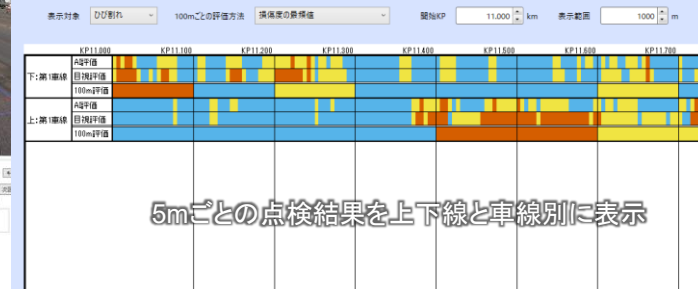 表示対象 ひび割れ 100mごとの評価方法 損傷度の最頻値 開始KP 11.000 km 表示範囲 1000 m
KP11.000 KP11.100 KP11.200 KP11.300 KP11.400 KP11.500 KP11.600 KP11.700
下:第1車線
AI評価
目視評価
100m評価
上:第1車線
AI評価
目視評価
100m評価
5mごとの点検結果を上下線と車線別に表示